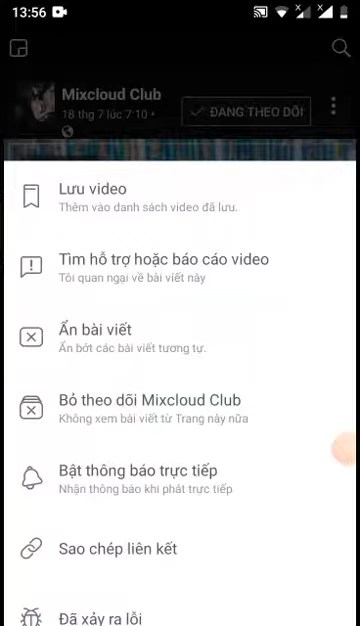 13:56
Mixcloud Club
18 thg 7 lúc 7:10 •
ĐANG THEO DÕI
Lưu video
Thêm vào danh sách video đã lưu.
Tìm hỗ trợ hoặc báo cáo video
Tôi quan ngại về bài viết này
Ẩn bài viết
Ẩn bớt các bài viết tương tự.
Bỏ theo dõi Mixcloud Club
Không xem bài viết từ Trang này nữa
Bật thông báo trực tiếp
Nhận thông báo khi phát trực tiếp
Sao chép liên kết
Đã xảy ra lỗi